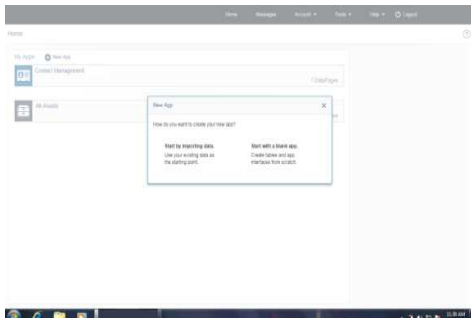 Home Messages Account Tools Help Logout
Home
My Apps New App
Contact Management
7 DataPages
All Assets
New App X
How do you want to create your new app?
Start by importing data. Start with a blank app.
Use your existing data as Create tables and app
the starting point. interfaces from scratch.